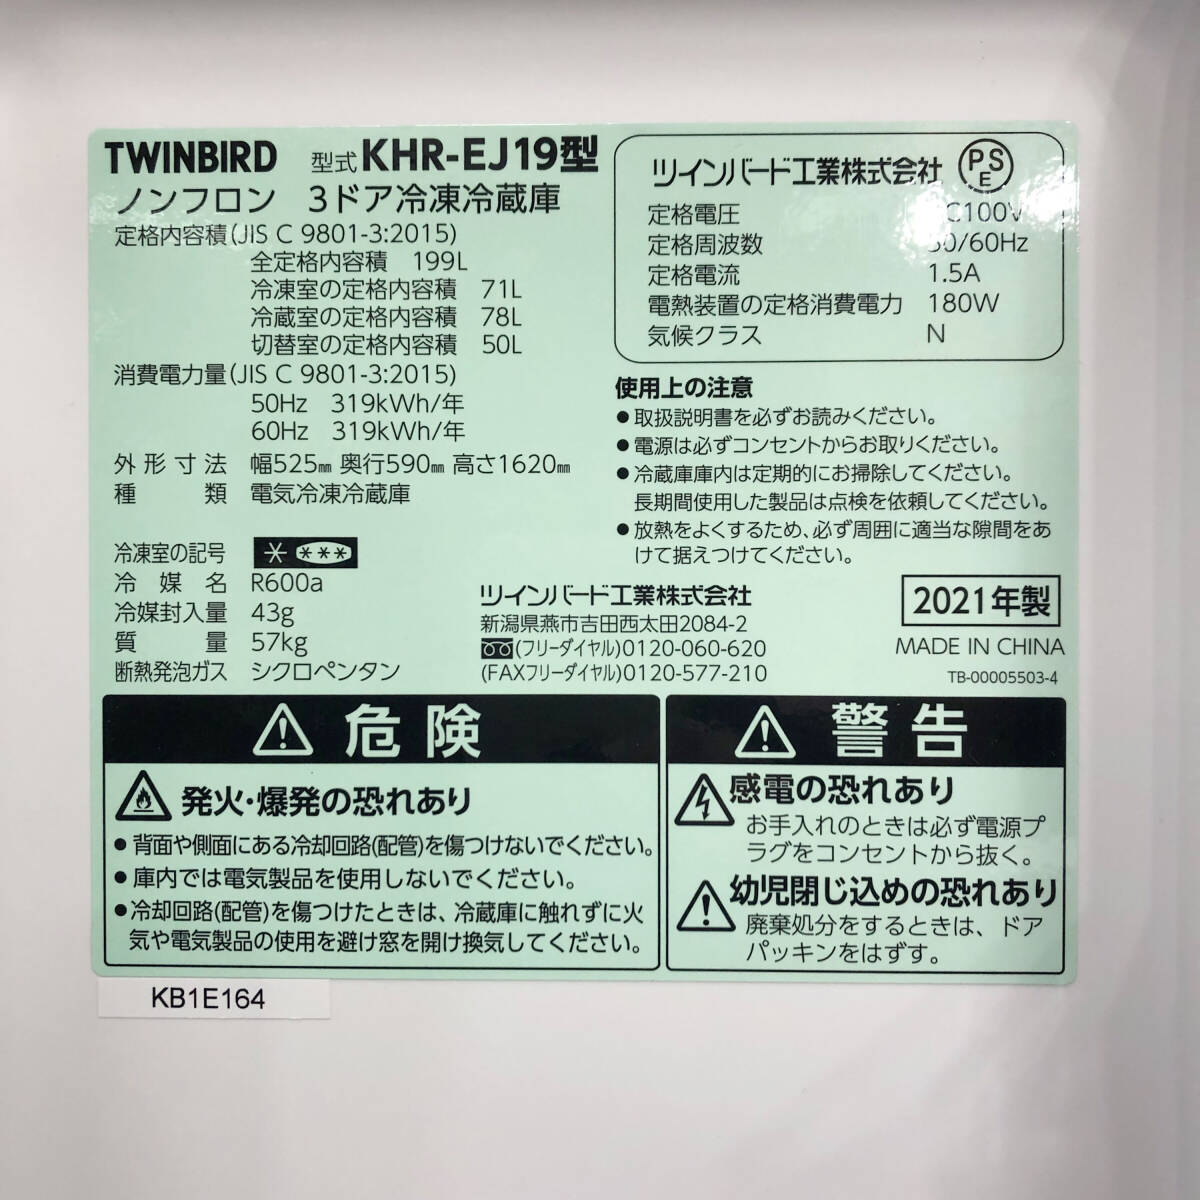 TWINBIRD 型式 KHR-EJ19型
ノンフロン 3ドア冷凍冷蔵庫
定格内容積(JIS C 9801-3:2015)
全定格内容積 199L
冷凍室の定格内容積 71L
冷蔵室の定格内容積 78L
切替室の定格内容積 50L
消費電力量(JIS C 9801-3:2015)
50Hz 319kWh/年
60Hz 319kWh/年
外形寸法 幅525㎜ 奥行590㎜ 高さ1620㎜
種類 電気冷凍冷蔵庫
冷凍室の記号
冷媒名 R600a
冷媒封入量 43g
質量 57kg
断熱発泡ガス シクロペンタン
ツインバード工業株式会社 PSE
定格電圧 C100V
定格周波数 50/60Hz
定格電流 1.5A
電熱装置の定格消費電力 180W
気候クラス N
使用上の注意
●取扱説明書を必ずお読みください。
●電源は必ずコンセントからお取りください。
●冷蔵庫庫内は定期的にお掃除してください。
長期間使用した製品は点検を依頼してください。
●放熱をよくするため、必ず周囲に適当な隙間をあ
けて据えつけてください。
ツインバード工業株式会社
新潟県燕市吉田西太田2084-2
(フリーダイヤル)0120-060-620
(FAXフリーダイヤル)0120-577-210
2021年製
MADE IN CHINA
TB-00005503-4
危険
発火・爆発の恐れあり
●背面や側面にある冷却回路(配管)を傷つけないでください。
●庫内では電気製品を使用しないでください。
●冷却回路(配管)を傷つけたときは、冷蔵庫に触れずに火
気や電気製品の使用を避け窓を開け換気してください。
警告
感電の恐れあり
お手入れのときは必ず電源プ
ラグをコンセントから抜く。
幼児閉じ込めの恐れあり
廃棄処分をするときは、ドア
パッキンをはずす。
KB1E164